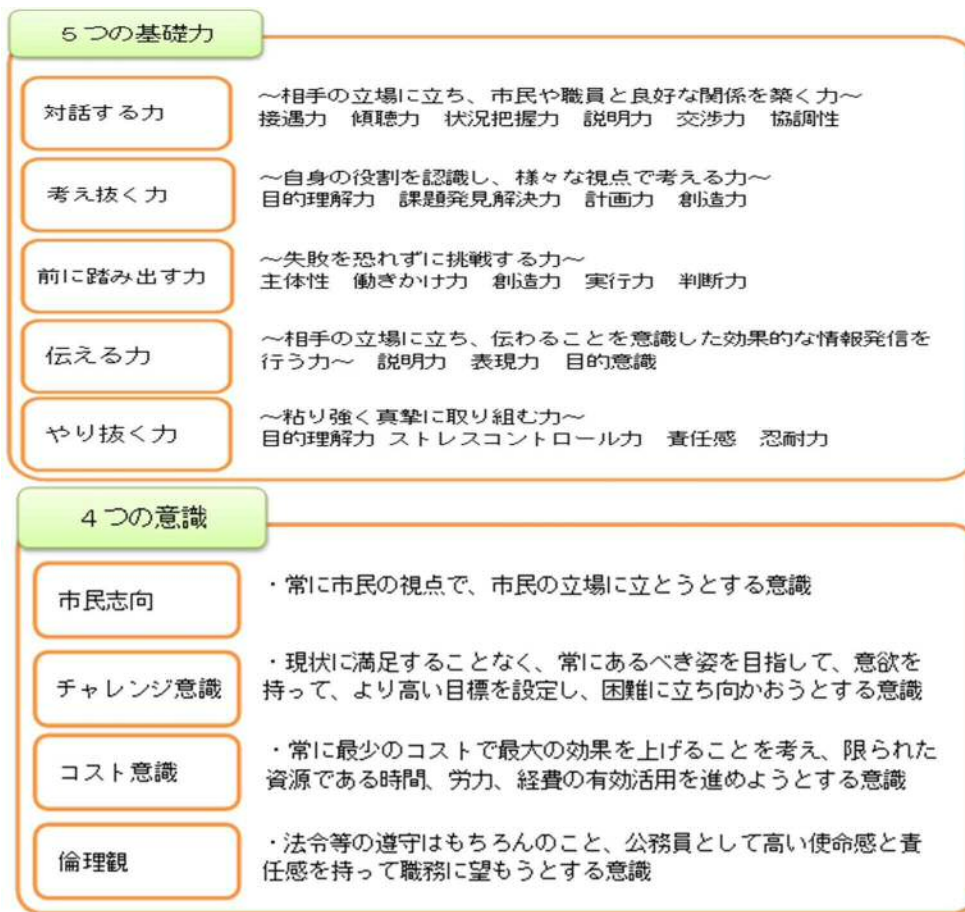 5つの基礎力
対話する力
～相手の立場に立ち、市民や職員と良好な関係を築く力～
接遇力 傾聴力 状況把握力 説明力 交渉力 協調性
考え抜く力
～自身の役割を認識し、様々な視点で考える力～
目的理解力 課題発見解決力 計画力 創造力
前に踏み出す力
～失敗を恐れずに挑戦する力～
主体性 働きかけ力 創造力 実行力 判断力
伝える力
～相手の立場に立ち、伝わることを意識した効果的な情報発信を
行う力～ 説明力 表現力 目的意識
やり抜く力
～粘り強く真摯に取り組む力～
目的理解力 ストレスコントロール力 責任感 忍耐力
4つの意識
市民志向
・常に市民の視点で、市民の立場に立とうとする意識
チャレンジ意識
・現状に満足することなく、常にあるべき姿を目指して、意欲を
持って、より高い目標を設定し、困難に立ち向かおうとする意識
コスト意識
・常に最少のコストで最大の効果を上げることを考え、限られた
資源である時間、労力、経費の有効活用を進めようとする意識
倫理観
・法令等の遵守はもちろんのこと、公務員として高い使命感と責
任感を持って職務に望もうとする意識